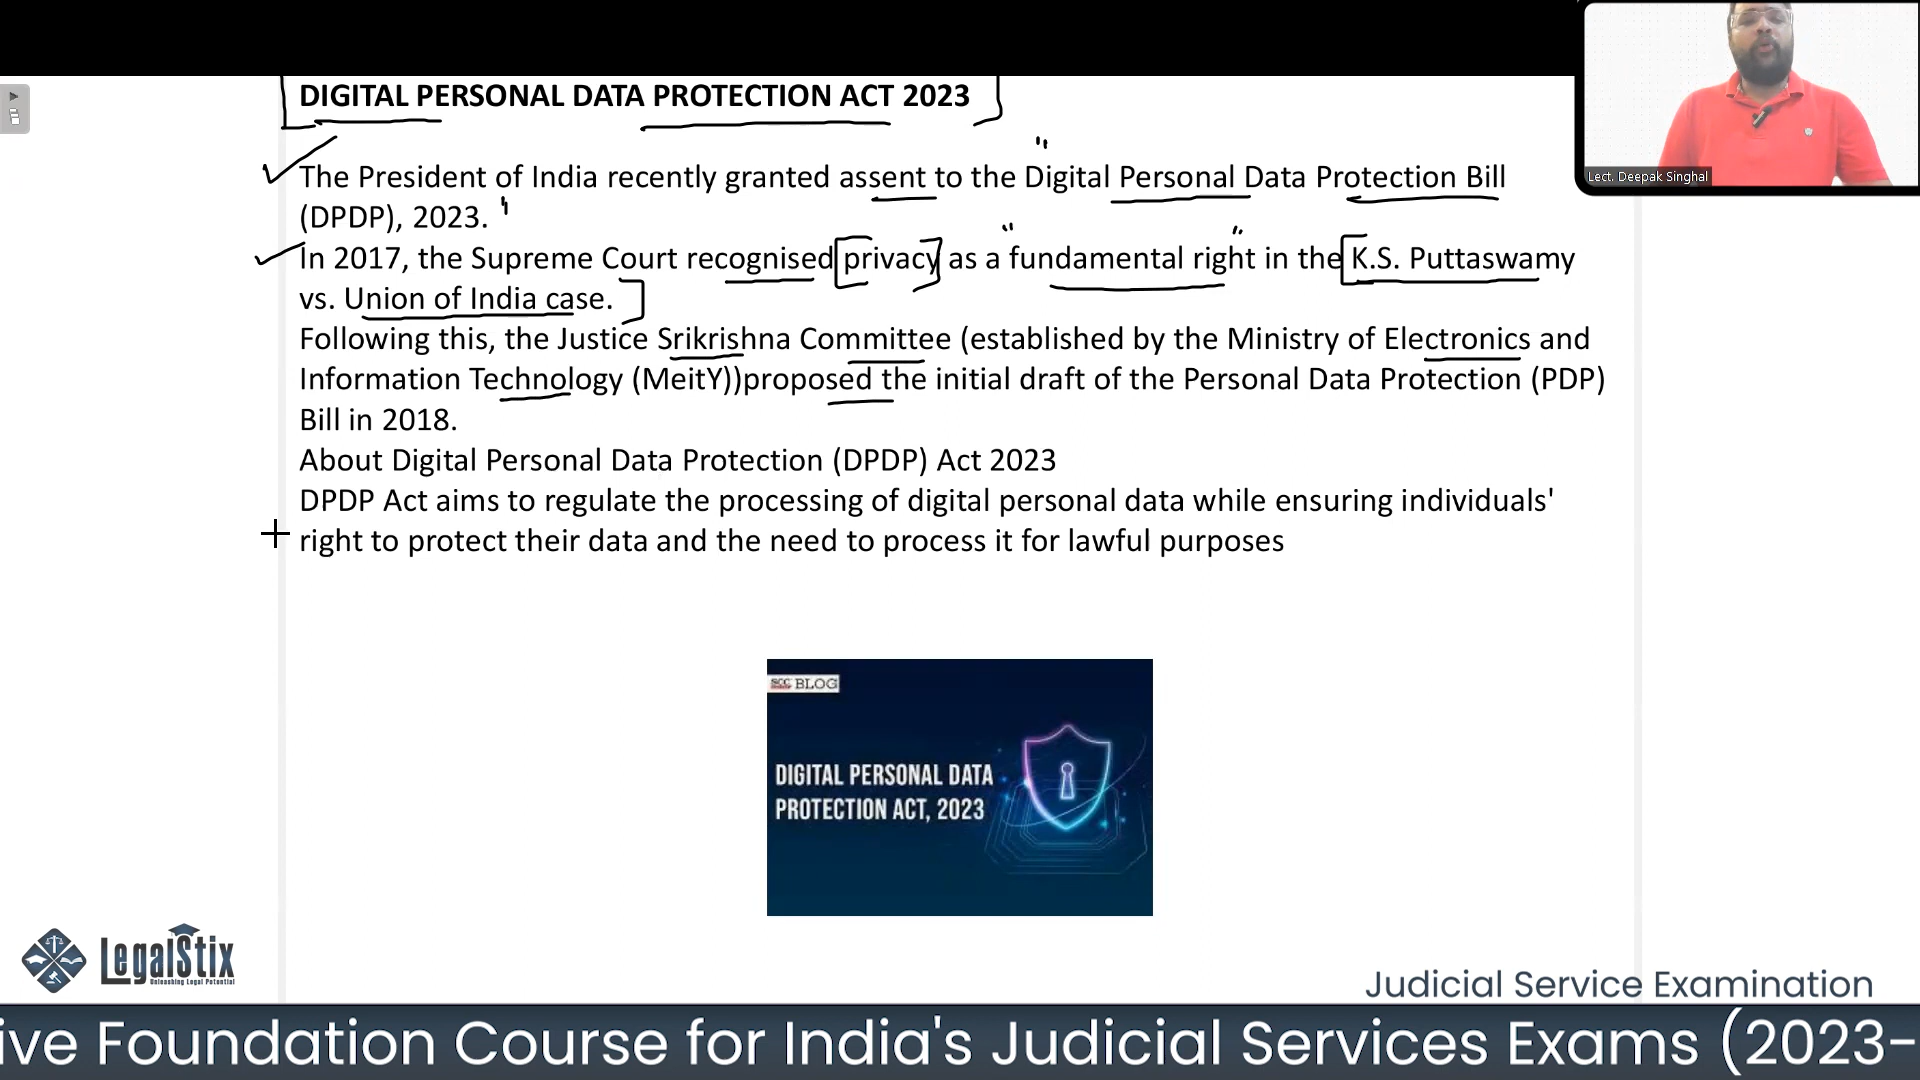 DIGITAL PERSONAL DATA PROTECTION ACT 2023
Lect. Deepak Singhal
The President of India recently granted assent to the Digital Personal Data Protection Bill
(DPDP), 2023.
In 2017, the Supreme Court recognised privacy as a fundamental right in the K.S. Puttaswamy
vs. Union of India case.
Following this, the Justice Srikrishna Committee (established by the Ministry of Electronics and
Information Technology (MeitY))proposed the initial draft of the Personal Data Protection (PDP)
Bill in 2018.
About Digital Personal Data Protection (DPDP) Act 2023
DPDP Act aims to regulate the processing of digital personal data while ensuring individuals'
right to protect their data and the need to process it for lawful purposes
SCC BLOG
DIGITAL PERSONAL DATA
PROTECTION ACT, 2023
LegalStix
Unleashing Legal Potential
Judicial Service Examination
ive Foundation Course for India's Judicial Services Exams (2023-